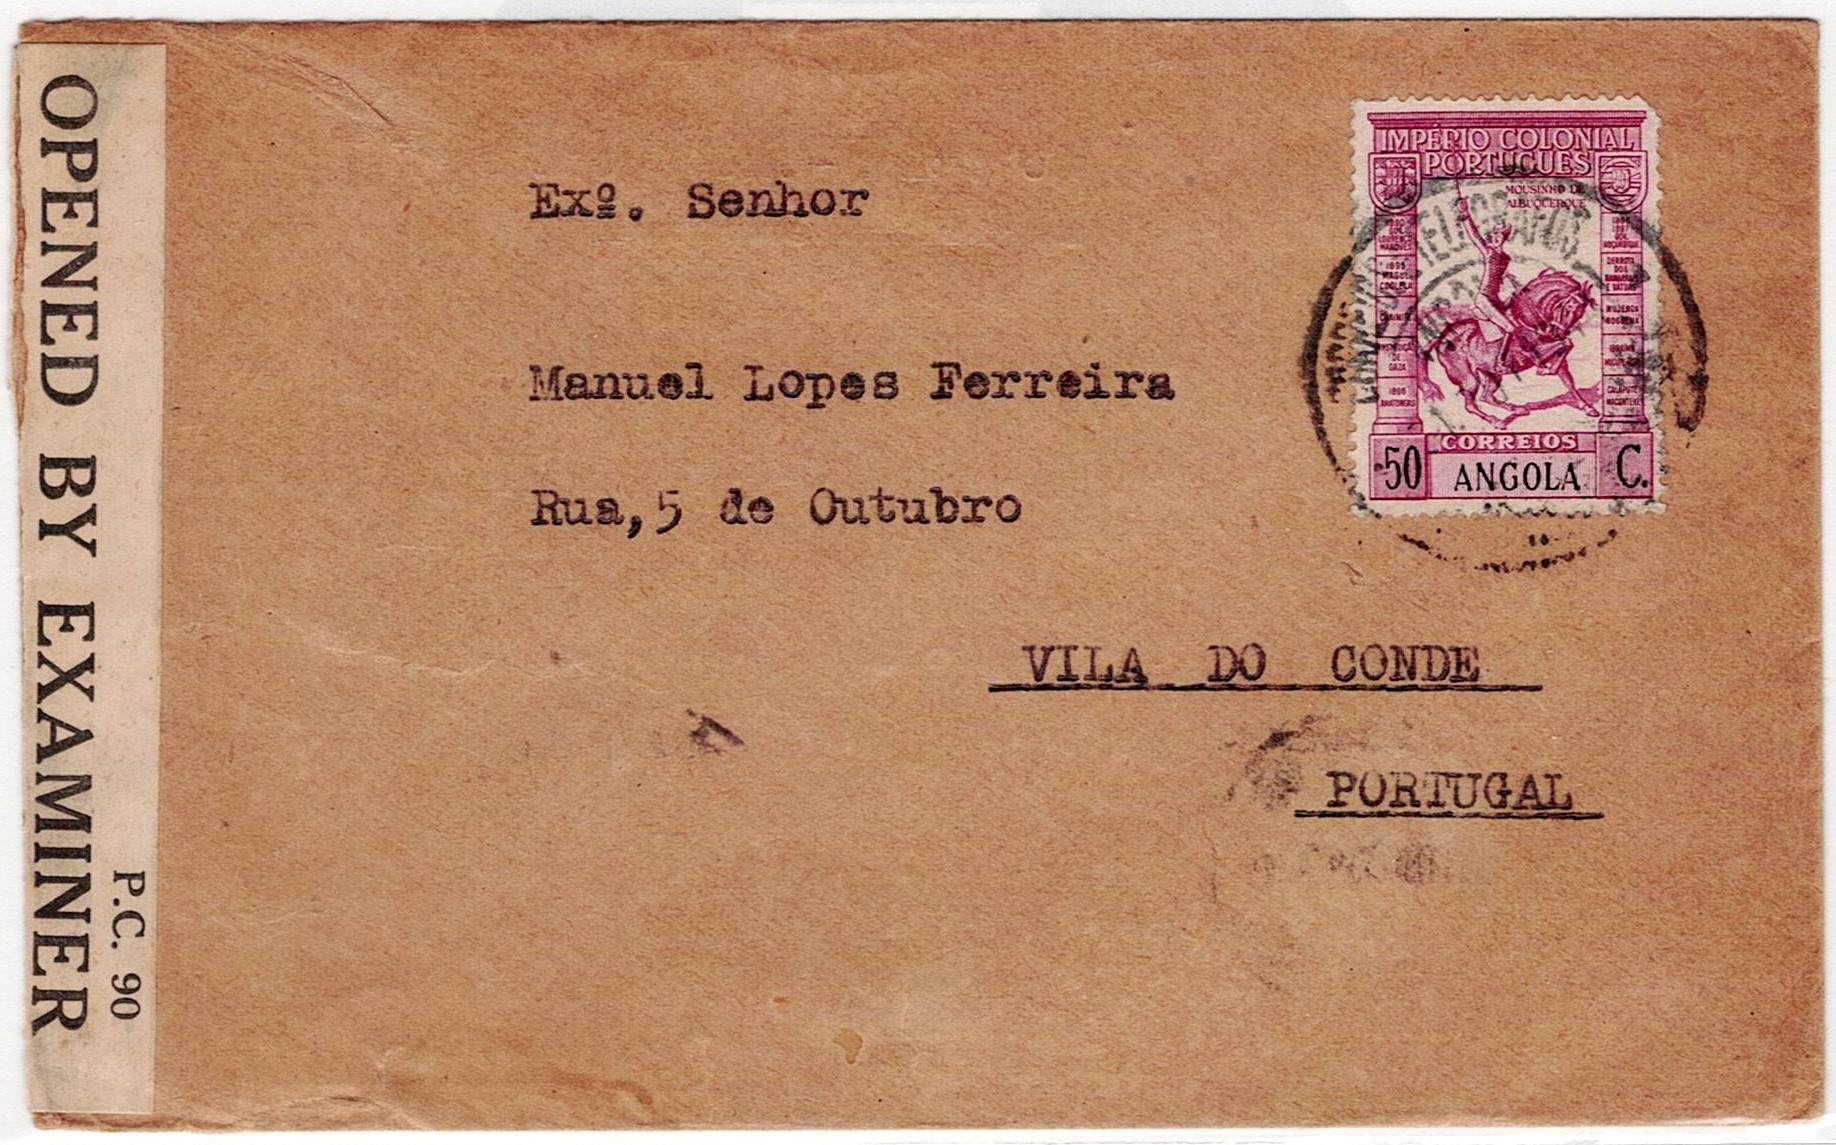 OPENED BY EXAMINER
P.C. 90
Exº. Senhor
Manuel Lopes Ferreira
Rua,5 de Outubro
VILA DO CONDE
PORTUGAL
IMPÉRIO COLONIAL
PORTUGUÊS
MOUSINHO DE
ALBUQUERQUE
CORREIOS
50 ANGOLA C.